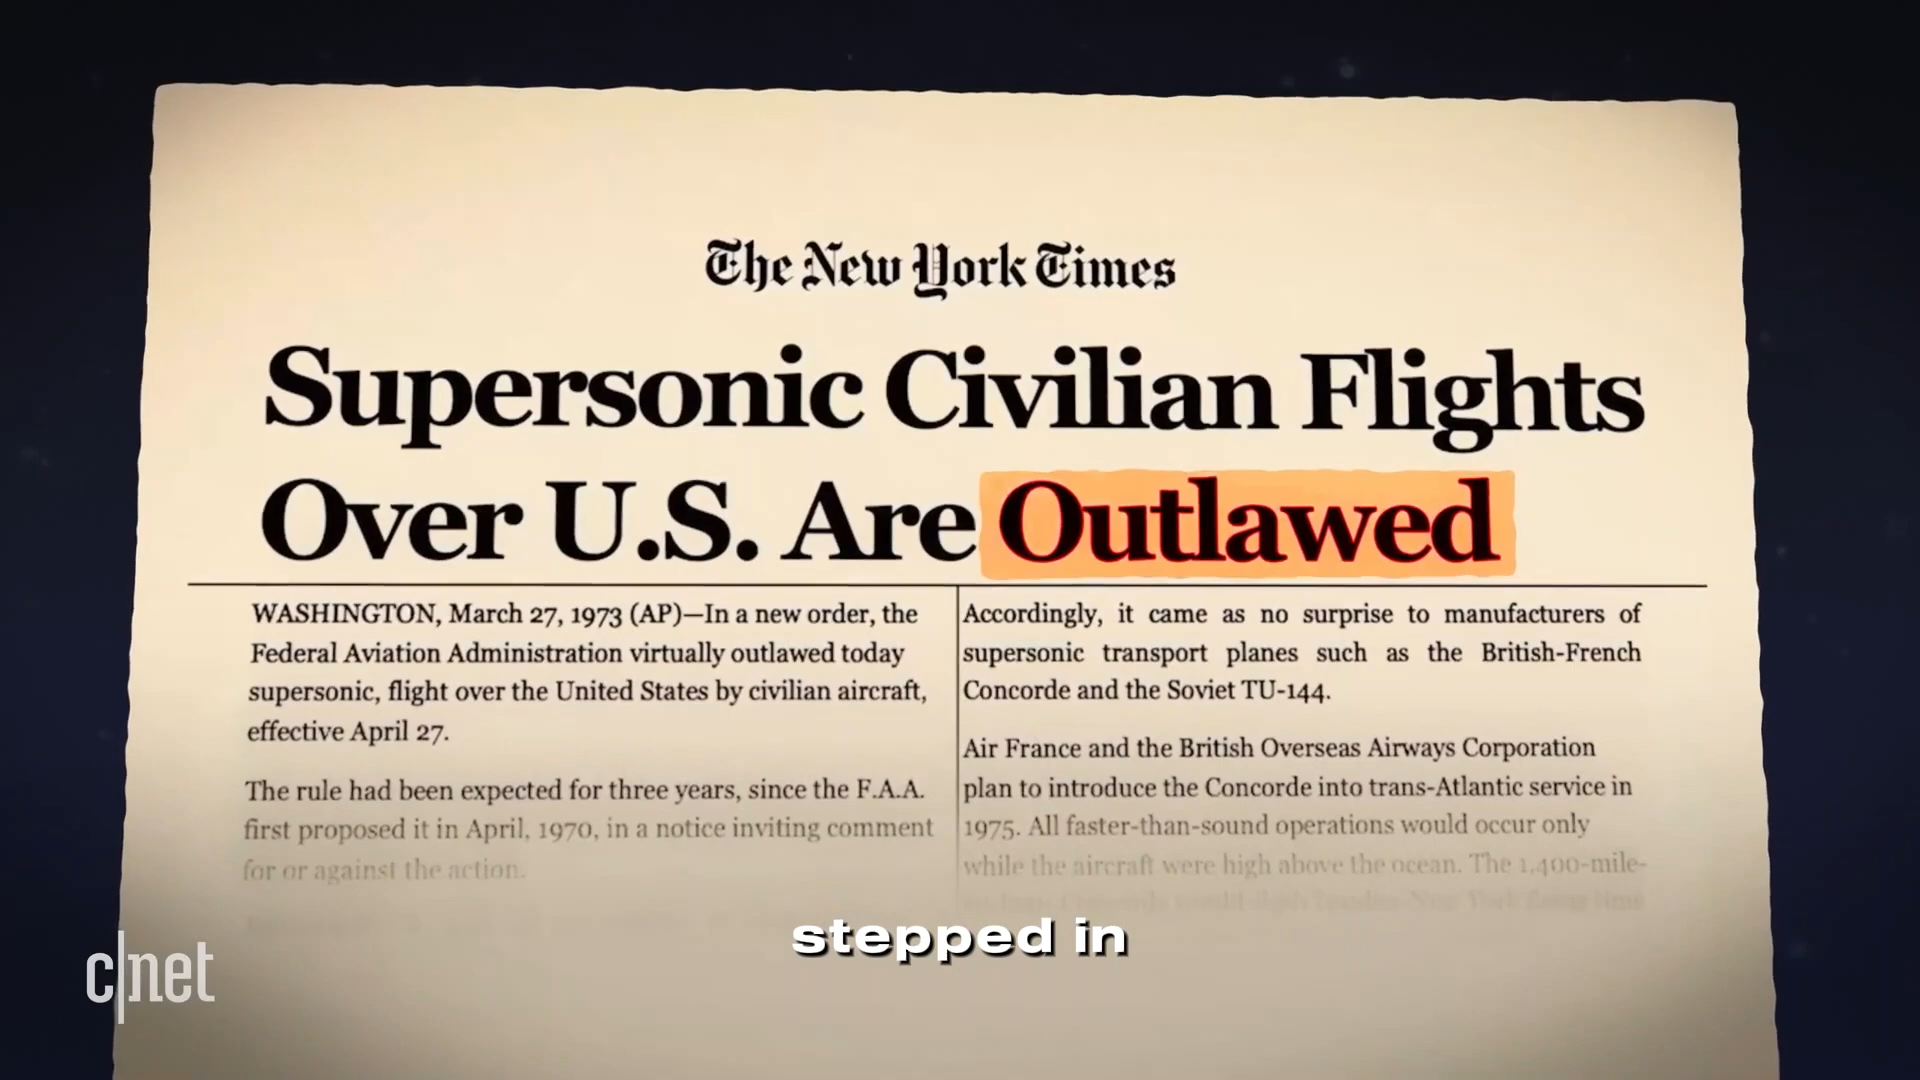 The New York Times
Supersonic Civilian Flights
Over U.S. Are Outlawed
WASHINGTON, March 27, 1973 (AP)—In a new order, the
Federal Aviation Administration virtually outlawed today
supersonic, flight over the United States by civilian aircraft,
effective April 27.
The rule had been expected for three years, since the F.A.A.
first proposed it in April, 1970, in a notice inviting comment
for or against the action.
Accordingly, it came as no surprise to manufacturers of
supersonic transport planes such as the British-French
Concorde and the Soviet TU-144.
Air France and the British Overseas Airways Corporation
plan to introduce the Concorde into trans-Atlantic service in
1975. All faster-than-sound operations would occur only
while the aircraft were high above the ocean. The 1,400-mile-
stepped in
c|net